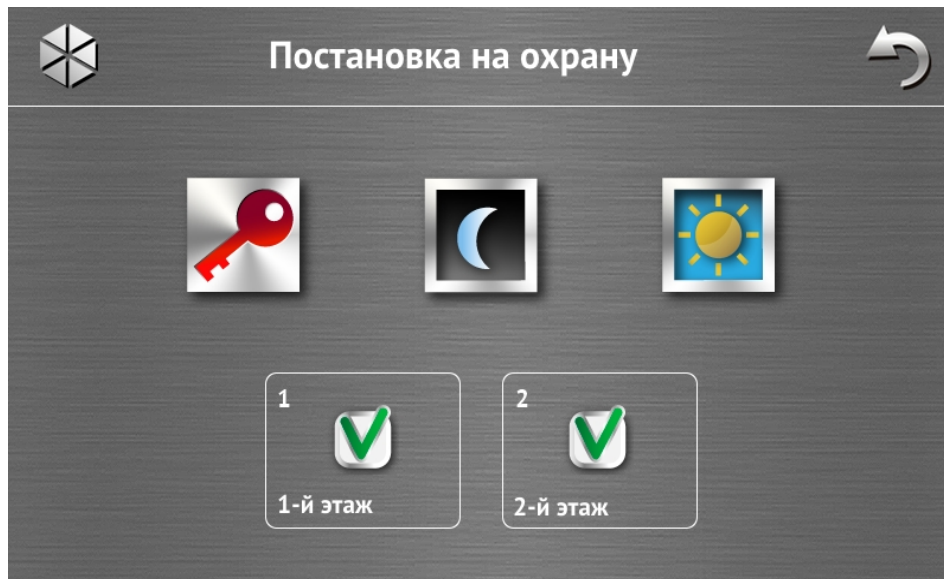 Постановка на охрану
1
2
1-й этаж
2-й этаж